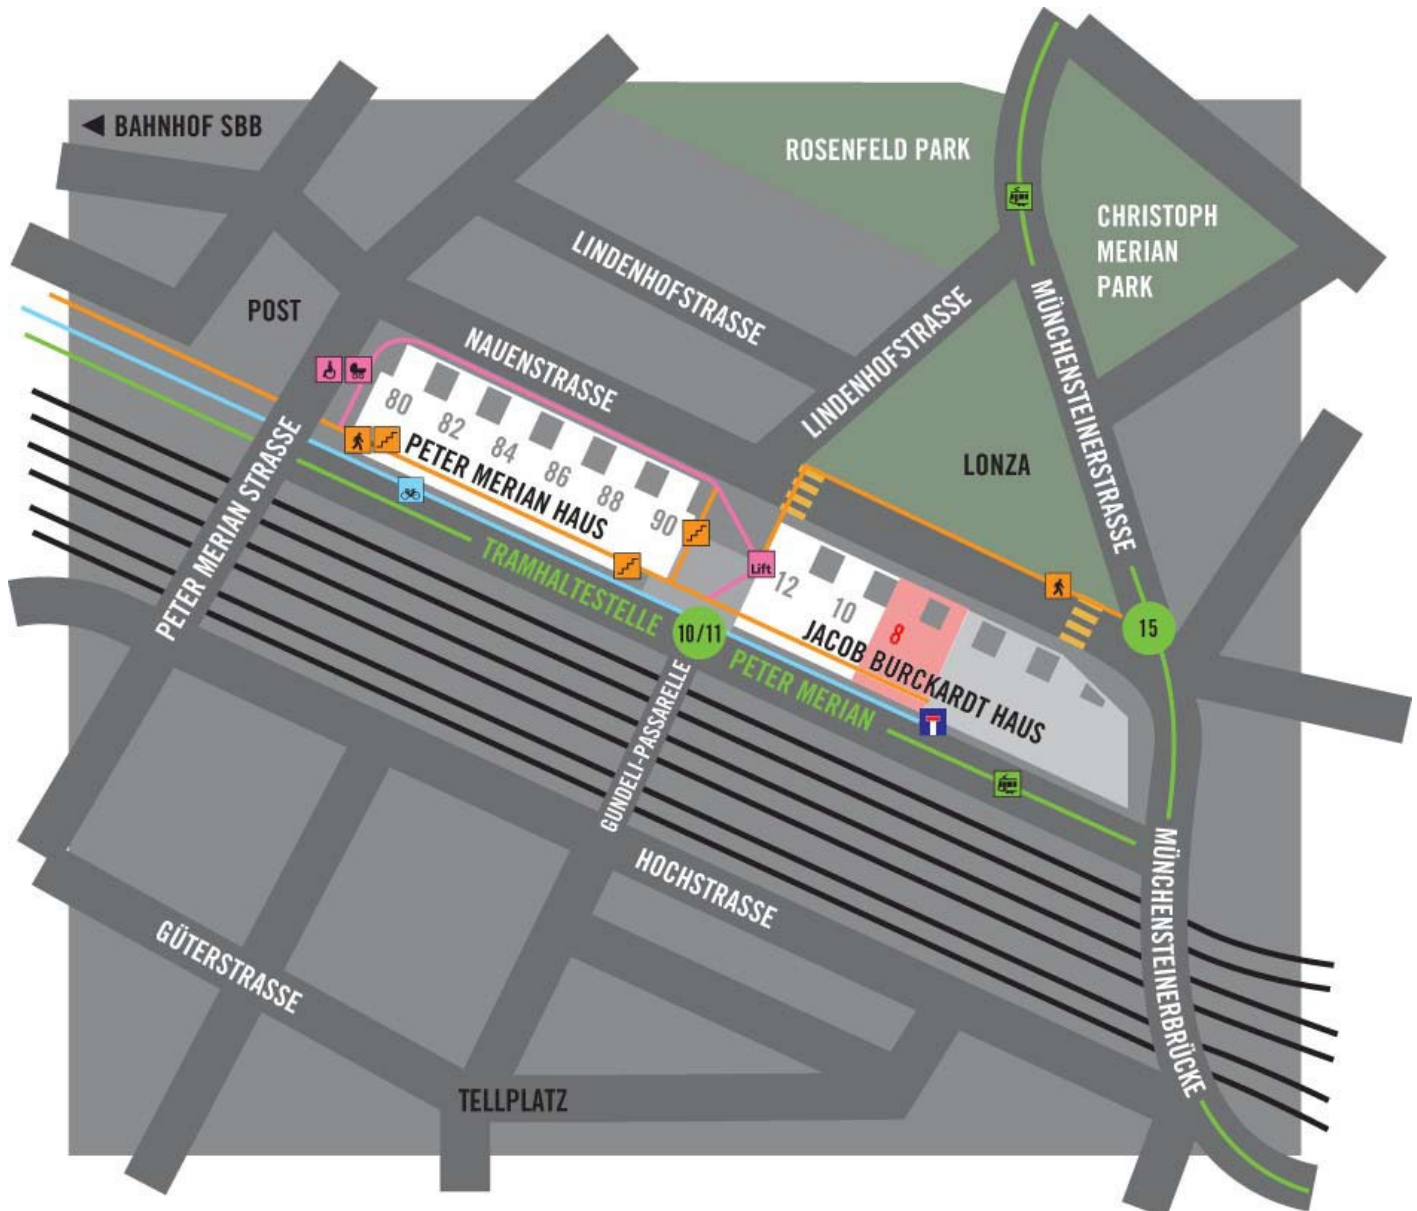 BAHNHOF SBB
ROSENFELD PARK
CHRISTOPH
MERIAN
PARK
LINDENHOFSTRASSE
POST
NAUENSTRASSE
LINDENHOFSTRASSE
MÜNCHENSTEINERSTRASSE
80
82
84
86
88
90
PETER MERIAN HAUS
LONZA
PETER MERIAN STRASSE
TRAMHALTESTELLE
Lift
12
10
8
JACOB BURCKARDT HAUS
10/11
15
PETER MERIAN
GUNDELI-PASSARELLE
HOCHSTRASSE
MÜNCHENSTEINERBRÜCKE
GÜTERSTRASSE
TELLPLATZ